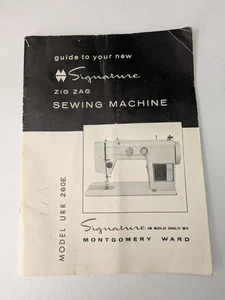 guide to your new
Signature
ZIG ZAG
SEWING MACHINE
MODEL URR 260E
Signature IS SOLD ONLY BY
MONTGOMERY WARD